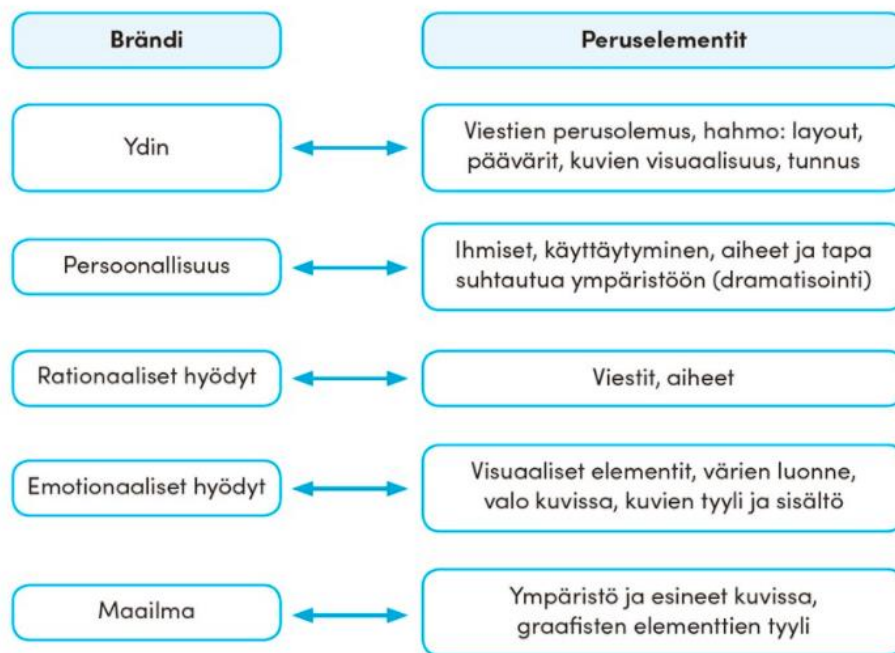 Brändi
Peruselementit
Ydin
Viestien perusolemus, hahmo: layout,
päävärit, kuvien visuaalisuus, tunnus
Persoonallisuus
Ihmiset, käyttäytyminen, aiheet ja tapa
suhtautua ympäristöön (dramatisointi)
Rationaaliset hyödyt
Viestit, aiheet
Emotionaaliset hyödyt
Visuaaliset elementit, värien luonne,
valo kuvissa, kuvien tyyli ja sisältö
Maailma
Ympäristö ja esineet kuvissa,
graafisten elementtien tyyli